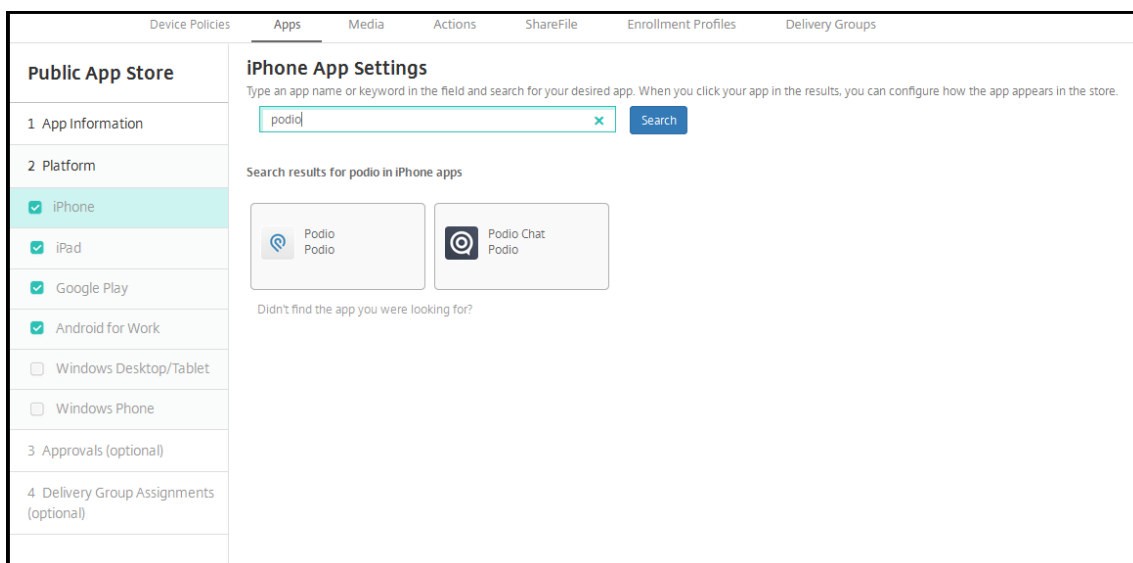 Device Policies Apps Media Actions ShareFile Enrollment Profiles Delivery Groups
Public App Store
1 App Information
2 Platform
iPhone
iPad
Google Play
Android for Work
Windows Desktop/Tablet
Windows Phone
3 Approvals (optional)
4 Delivery Group Assignments
(optional)
iPhone App Settings
Type an app name or keyword in the field and search for your desired app. When you click your app in the results, you can configure how the app appears in the store.
podio
Search
Search results for podio in iPhone apps
Podio
Podio
Podio Chat
Podio
Didn't find the app you were looking for?